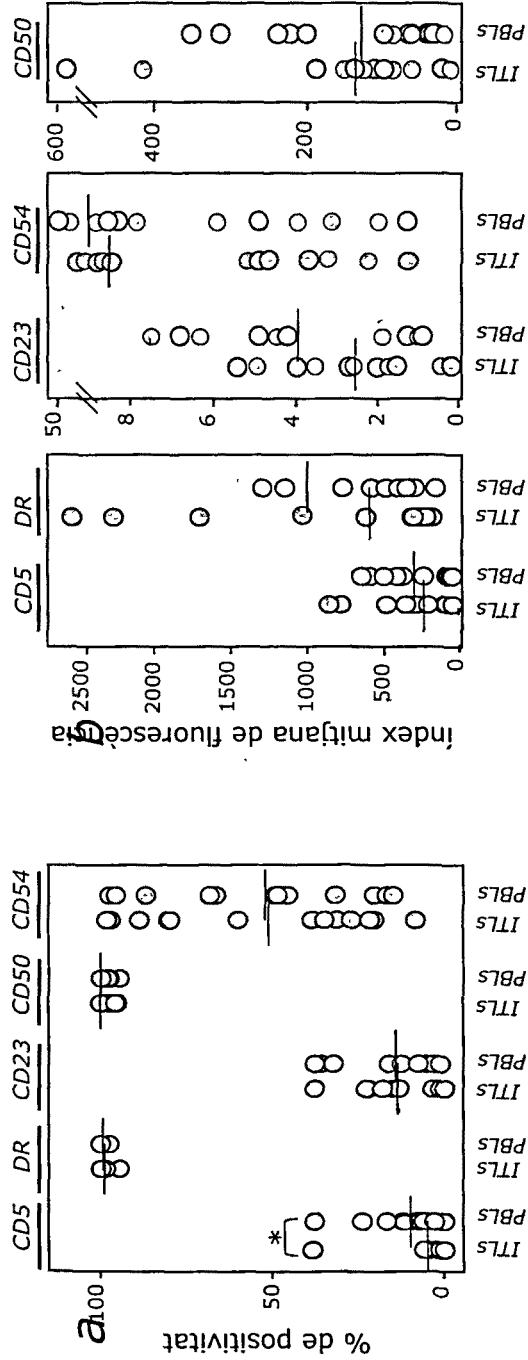 a
% de positivitat
100
50
0
CD5
DR
CD23
CD50
CD54
*
ITLs
PBLs
ITLs
PBLs
ITLs
PBLs
ITLs
PBLs
ITLs
PBLs
b
índex mitjana de fluorescència
2500
2000
1500
1000
500
0
CD5
DR
ITLs
PBLs
ITLs
PBLs
50
8
6
4
2
0
CD23
CD54
ITLs
PBLs
ITLs
PBLs
600
400
200
0
CD50
ITLs
PBLs